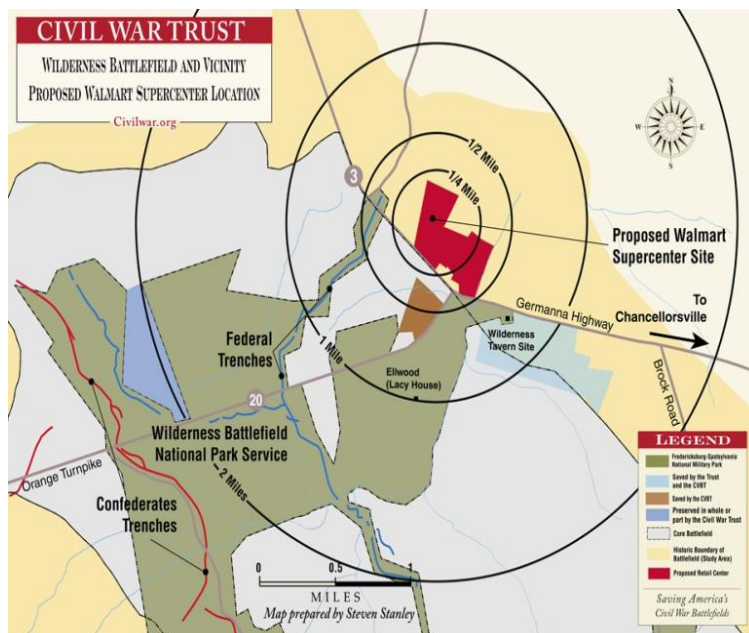 CIVIL WAR TRUST
WILDERNESS BATTLEFIELD AND VICINITY
PROPOSED WALMART SUPERCENTER LOCATION
Civilwar.org
N
W
E
S
1/2 Mile
1/4 Mile
3
Proposed Walmart
Supercenter Site
To
Chancellorsville
Germanna Highway
Wilderness
Tavern Site
Federal
Trenches
1 Mile
Ellwood
(Lacy House)
Brock Road
20
Wilderness Battlefield
National Park Service
2 Miles
Orange Turnpike
Confederates
Trenches
0
0.5
1
MILES
Map prepared by Steven Stanley
LEGEND
Fredericksburg-Spotsylvania
National Military Park
Saved by the Trust
and the CVBT
Saved by the CVBT
Preserved in whole or
part by the Civil War Trust
Core Battlefield
Historic Boundary of
Battlefield (Study Area)
Proposed Retail Center
Saving America's
Civil War Battlefields